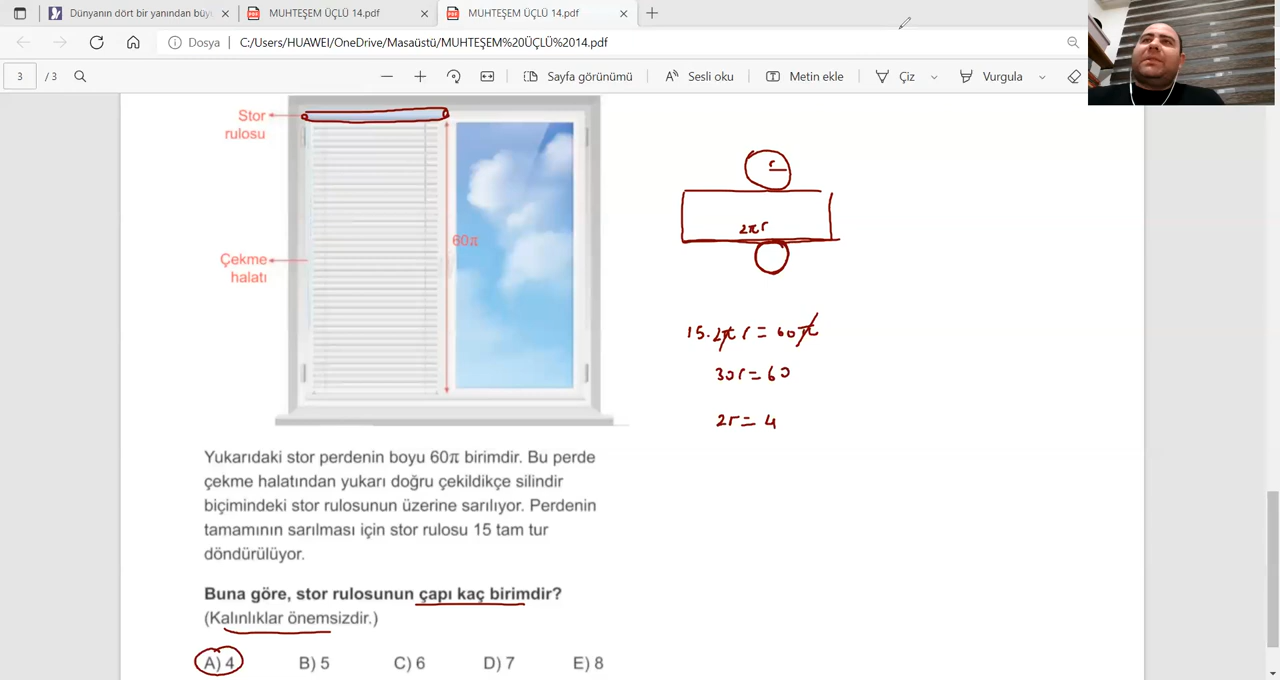 Dünyanın dört bir yanından büyü
MUHTEŞEM ÜÇLÜ 14.pdf
MUHTEŞEM ÜÇLÜ 14.pdf
Dosya
C:/Users/HUAWEI/OneDrive/Masaüstü/MUHTEŞEM%20ÜÇLÜ%2014.pdf
3
/ 3
Sayfa görünümü
Sesli oku
Metin ekle
Çiz
Vurgula
Stor
rulosu
Çekme
halatı
60π
r
2πr
15.2πr=60π
30r=60
2r=4
Yukarıdaki stor perdenin boyu 60π birimdir. Bu perde
çekme halatından yukarı doğru çekildikçe silindir
biçimindeki stor rulosunun üzerine sarılıyor. Perdenin
tamamının sarılması için stor rulosu 15 tam tur
döndürülüyor.
Buna göre, stor rulosunun çapı kaç birimdir?
(Kalınlıklar önemsizdir.)
A) 4
B) 5
C) 6
D) 7
E) 8